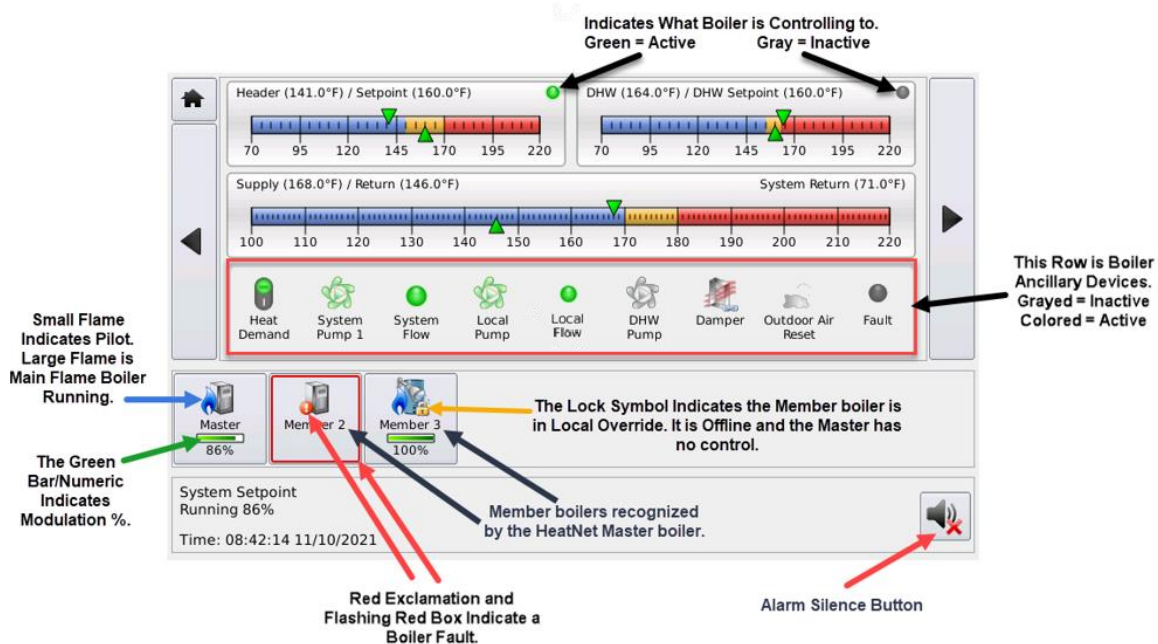 Indicates What Boiler is Controlling to.
Green = Active Gray = Inactive
Header (141.0°F) / Setpoint (160.0°F)
DHW (164.0°F) / DHW Setpoint (160.0°F)
70 95 120 145 170 195 220
70 95 120 145 170 195 220
Supply (168.0°F) / Return (146.0°F)
System Return (71.0°F)
100 110 120 130 140 150 160 170 180 190 200 210 220
Heat
Demand
System
Pump 1
System
Flow
Local
Pump
Local
Flow
DHW
Pump
Damper
Outdoor Air
Reset
Fault
This Row is Boiler
Ancillary Devices.
Grayed = Inactive
Colored = Active
Small Flame
Indicates Pilot.
Large Flame is
Main Flame Boiler
Running.
Master
86%
Member 2
Member 3
100%
The Lock Symbol Indicates the Member boiler is
in Local Override. It is Offline and the Master has
no control.
The Green
Bar/Numeric
Indicates
Modulation %.
System Setpoint
Running 86%
Time: 08:42:14 11/10/2021
Member boilers recognized
by the HeatNet Master boiler.
Red Exclamation and
Flashing Red Box Indicate a
Boiler Fault.
Alarm Silence Button